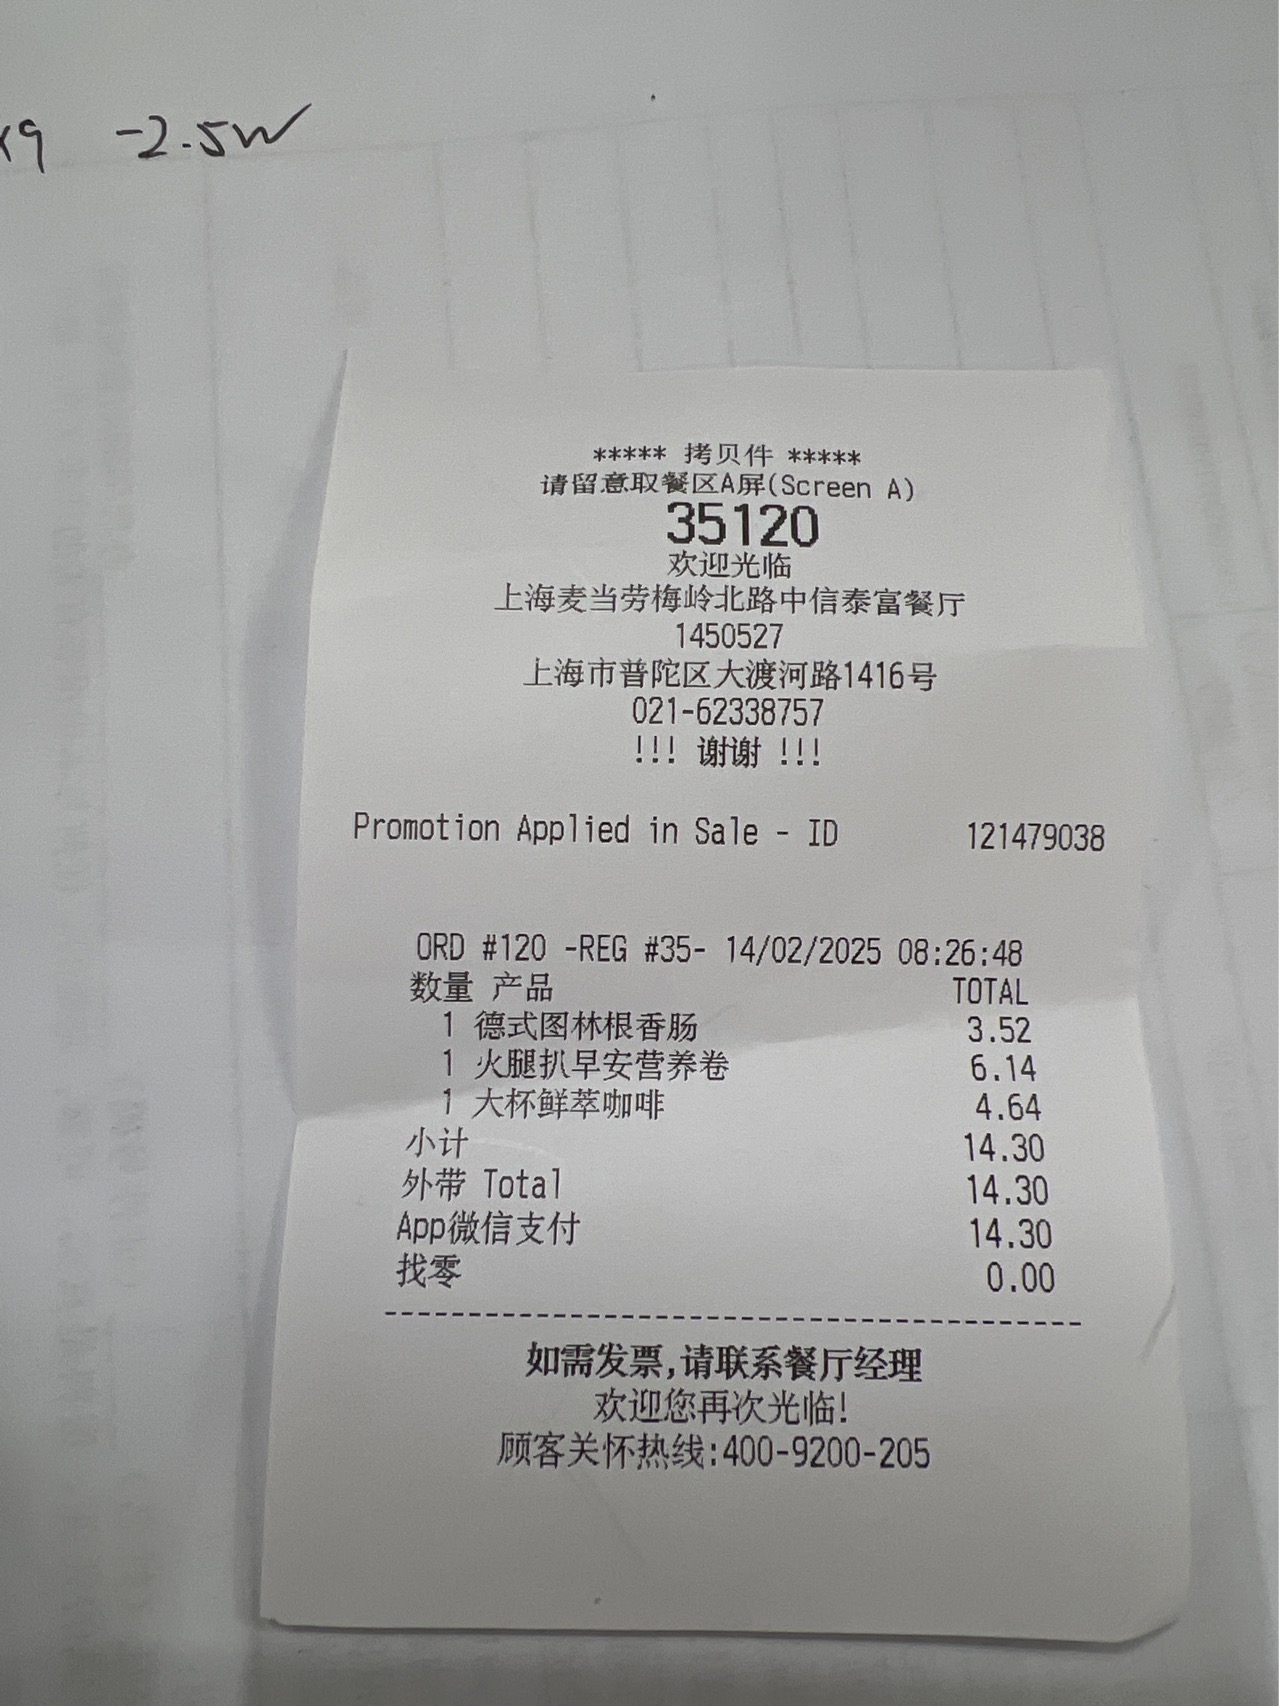 x9 -2.5W
***** 拷贝件 *****
请留意取餐区A屏(Screen A)
35120
欢迎光临
上海麦当劳梅岭北路中信泰富餐厅
1450527
上海市普陀区大渡河路1416号
021-62338757
!!! 谢谢 !!!
Promotion Applied in Sale - ID 121479038
ORD #120 -REG #35- 14/02/2025 08:26:48
数量 产品 TOTAL
1 德式图林根香肠 3.52
1 火腿扒早安营养卷 6.14
1 大杯鲜萃咖啡 4.64
小计 14.30
外带 Total 14.30
App微信支付 14.30
找零 0.00
----------------------------------------
如需发票,请联系餐厅经理
欢迎您再次光临!
顾客关怀热线:400-9200-205